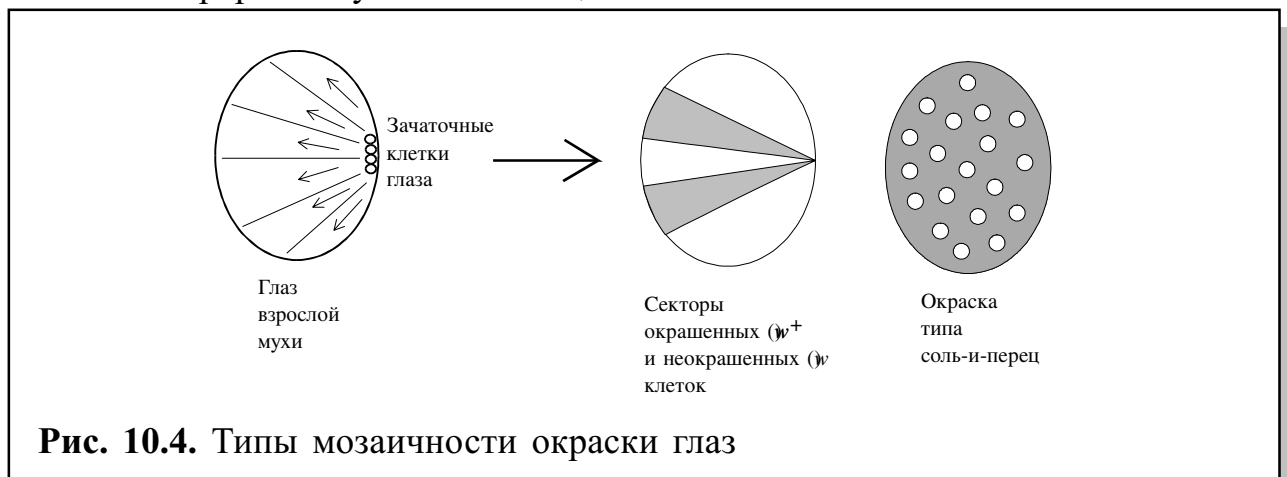 Зачаточные
клетки
глаза
Глаз
взрослой
мухи
Секторы
окрашенных (w+
и неокрашенных (w
клеток
Окраска
типа
соль-и-перец
Рис. 10.4. Типы мозаичности окраски глаз